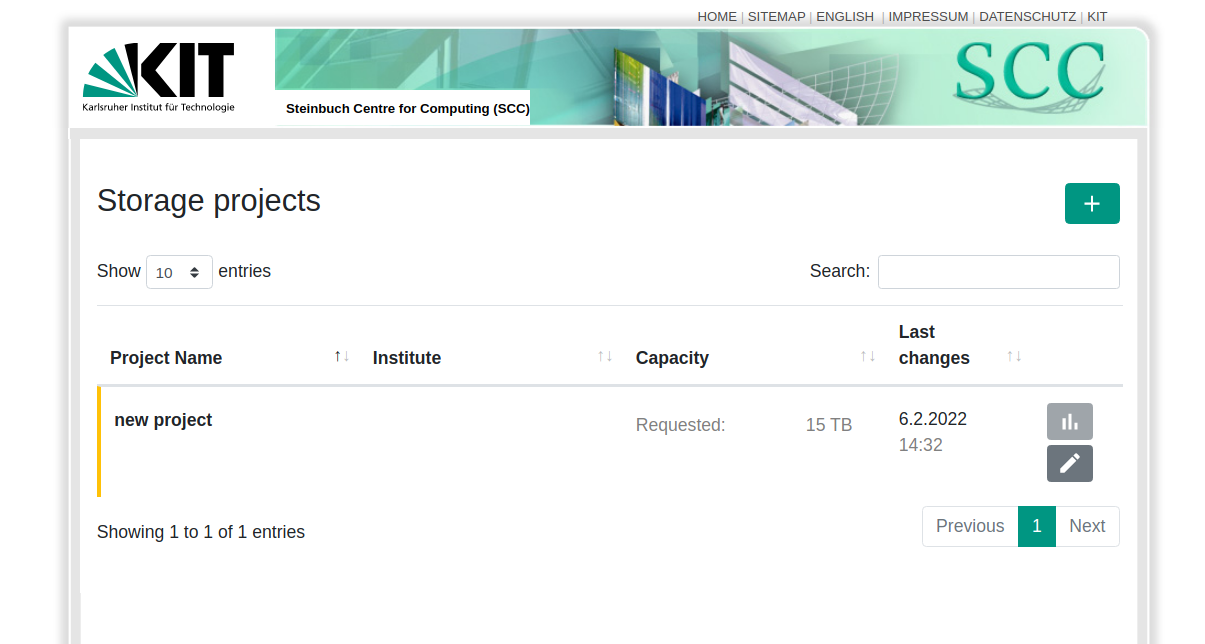 HOME | SITEMAP | ENGLISH | IMPRESSUM | DATENSCHUTZ | KIT
KIT
Karlsruher Institut für Technologie
Steinbuch Centre for Computing (SCC)
SCC
Storage projects
+
Show 10 entries
Search:
Project Name ↑↓ Institute ↑↓ Capacity ↑↓ Last changes ↑↓
new project
Requested: 15 TB
6.2.2022
14:32
Showing 1 to 1 of 1 entries
Previous 1 Next